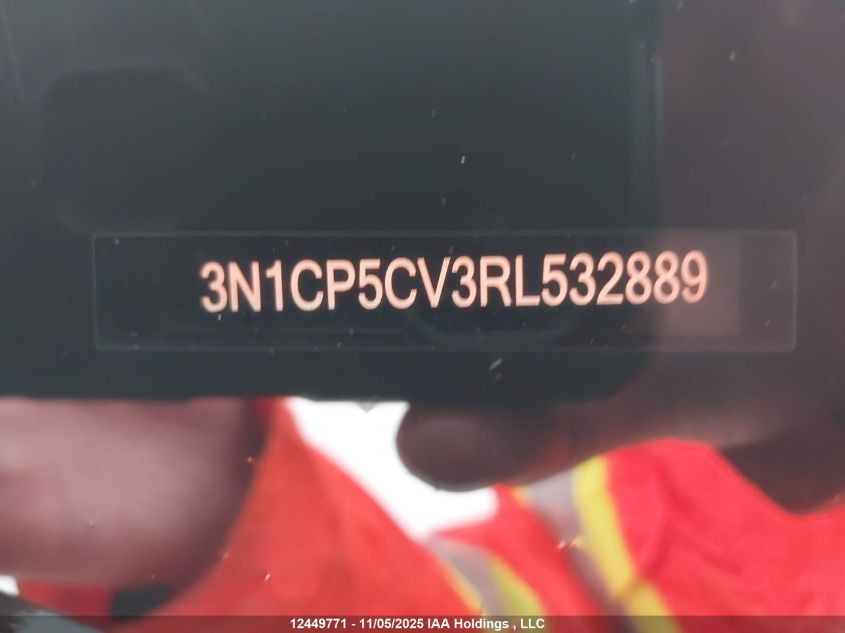 3N1CP5CV3RL532889
12449771 - 11/05/2025 IAA Holdings , LLC